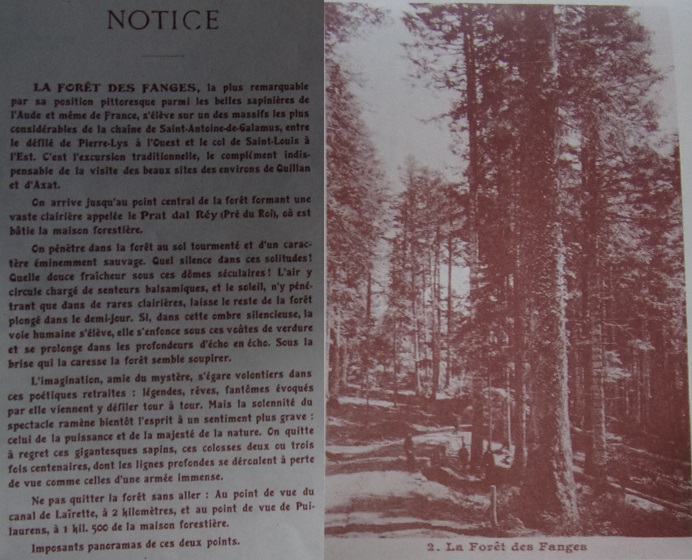 NOTICE
LA FORÊT DES FANGES, la plus remarquable
par sa position pittoresque parmi les belles sapinières de
l'Aude et même de France, s'élève sur un des massifs les plus
considérables de la chaîne de Saint-Antoine-de-Galamus, entre
le défilé de Pierre-Lys à l'Ouest et le col de Saint-Louis à
l'Est. C'est l'excursion traditionnelle, le complément indis-
pensable de la visite des beaux sites des environs de Quillan
et d'Axat.
On arrive jusqu'au point central de la forêt formant une
vaste clairière appelée le Prat dal Réy (Pré du Roi), où est
bâtie la maison forestière.
On pénètre dans la forêt au sol tourmenté et d'un carac-
tère éminemment sauvage. Quel silence dans ces solitudes!
Quelle douce fraîcheur sous ces dômes séculaires! L'air y
circule chargé de senteurs balsamiques, et le soleil, n'y péné-
trant que dans de rares clairières, laisse le reste de la forêt
plongé dans le demi-jour. Si, dans cette ombre silencieuse, la
voie humaine s'élève, elle s'enfonce sous ces voûtes de verdure
et se prolonge dans les profondeurs d'écho en écho. Sous la
brise qui la caresse la forêt semble soupirer.
L'imagination, amie du mystère, s'égare volontiers dans
ces poétiques retraites : légendes, rêves, fantômes évoqués
par elle viennent y défiler tour à tour. Mais la solennité du
spectacle ramène bientôt l'esprit à un sentiment plus grave :
celui de la puissance et de la majesté de la nature. On quitte
à regret ces gigantesques sapins, ces colosses deux ou trois
fois centenaires, dont les lignes profondes se déroulent à perte
de vue comme celles d'une armée immense.
Ne pas quitter la forêt sans aller : Au point de vue du
canal de Laïrette, à 2 kilomètres, et au point de vue de Pui-
laurens, à 1 kil. 500 de la maison forestière.
Imposants panoramas de ces deux points.
2. La Forêt des Fanges